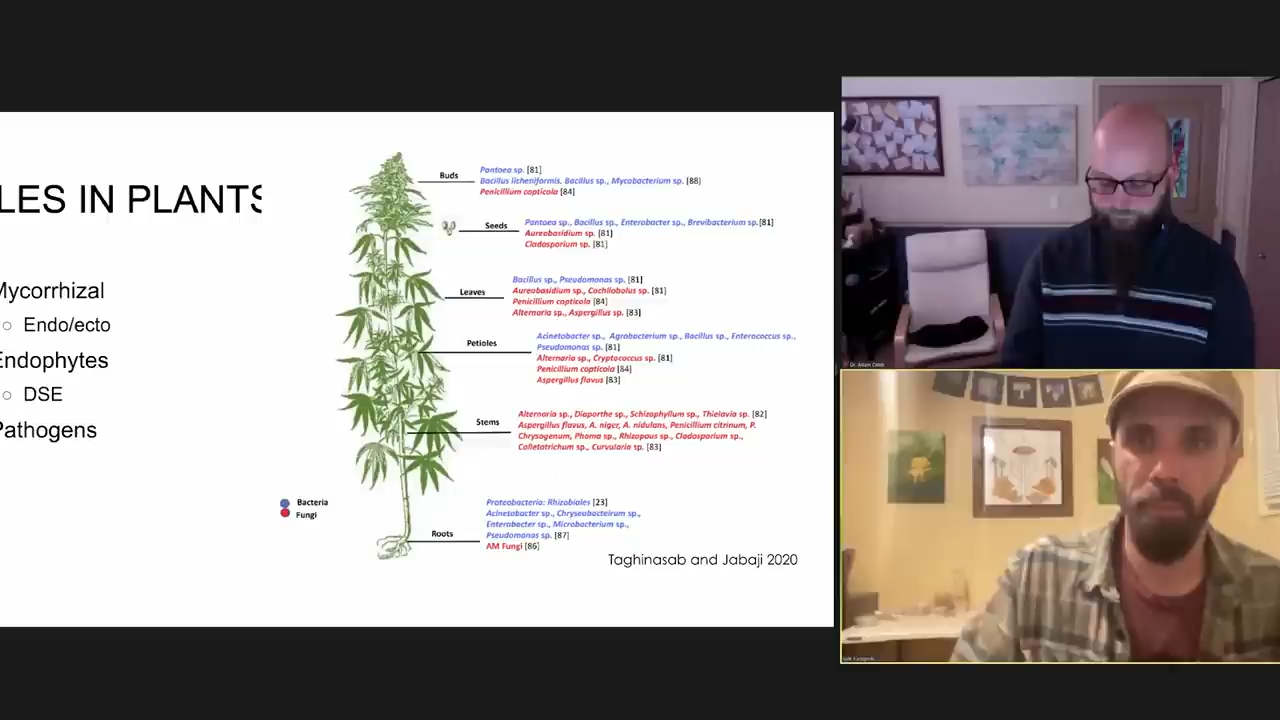 LES IN PLANTS
Mycorrhizal
Endo/ecto
Endophytes
DSE
Pathogens
Buds
Pantoea sp. [81]
Bacillus licheniformis. Bacillus sp., Mycobacterium sp. [88]
Penicillium copticola [84]
Seeds
Pantoea sp., Bacillus sp., Enterobacter sp., Brevibacterium sp.[81]
Aureobasidium sp. [81]
Cladosporium sp. [81]
Leaves
Bacillus sp., Pseudomonas sp. [81]
Aureobasidium sp., Cochliobolus sp. [81]
Penicillium copticola [84]
Alternaria sp., Aspergillus sp. [83]
Petioles
Acinetobacter sp., Agrobacterium sp., Bacillus sp., Enterococcus sp.,
Pseudomonas sp. [81]
Alternaria sp., Cryptococcus sp. [81]
Penicillium copticola [84]
Aspergillus flavus [83]
Stems
Alternaria sp., Diaporthe sp., Schizophyllum sp., Thielavia sp. [82]
Aspergillus flavus, A. niger, A. nidulans, Penicillium citrinum, P.
Chrysogenum, Phoma sp., Rhizopous sp., Cladosporium sp.,
Colletotrichum sp., Curvularia sp. [83]
Bacteria
Fungi
Roots
Proteobacteria: Rhizobiales [23]
Acinetobacter sp., Chryseobacteirum sp.,
Enterobacter sp., Microbacterium sp.,
Pseudomonas sp. [87]
AM Fungi [86]
Taghinasab and Jabaji 2020